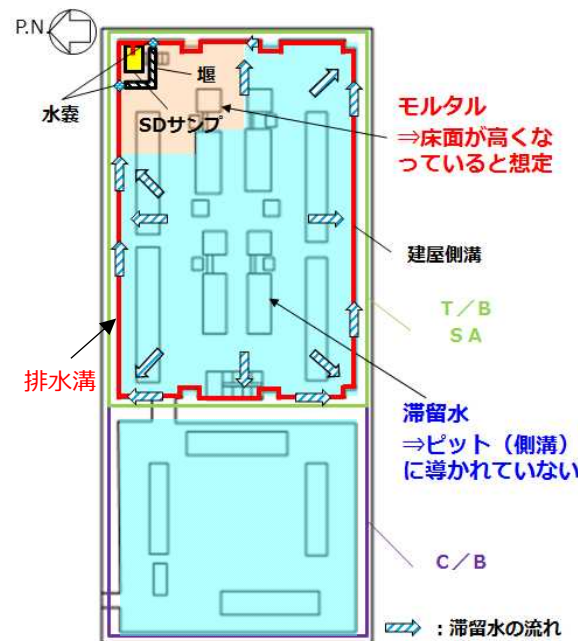 P.N.
堰
水嚢
SDサンプ
モルタル
⇒床面が高くな
っていると想定
建屋側溝
T／B
SA
排水溝
滞留水
⇒ピット（側溝）
に導かれていない
C／B
：滞留水の流れ